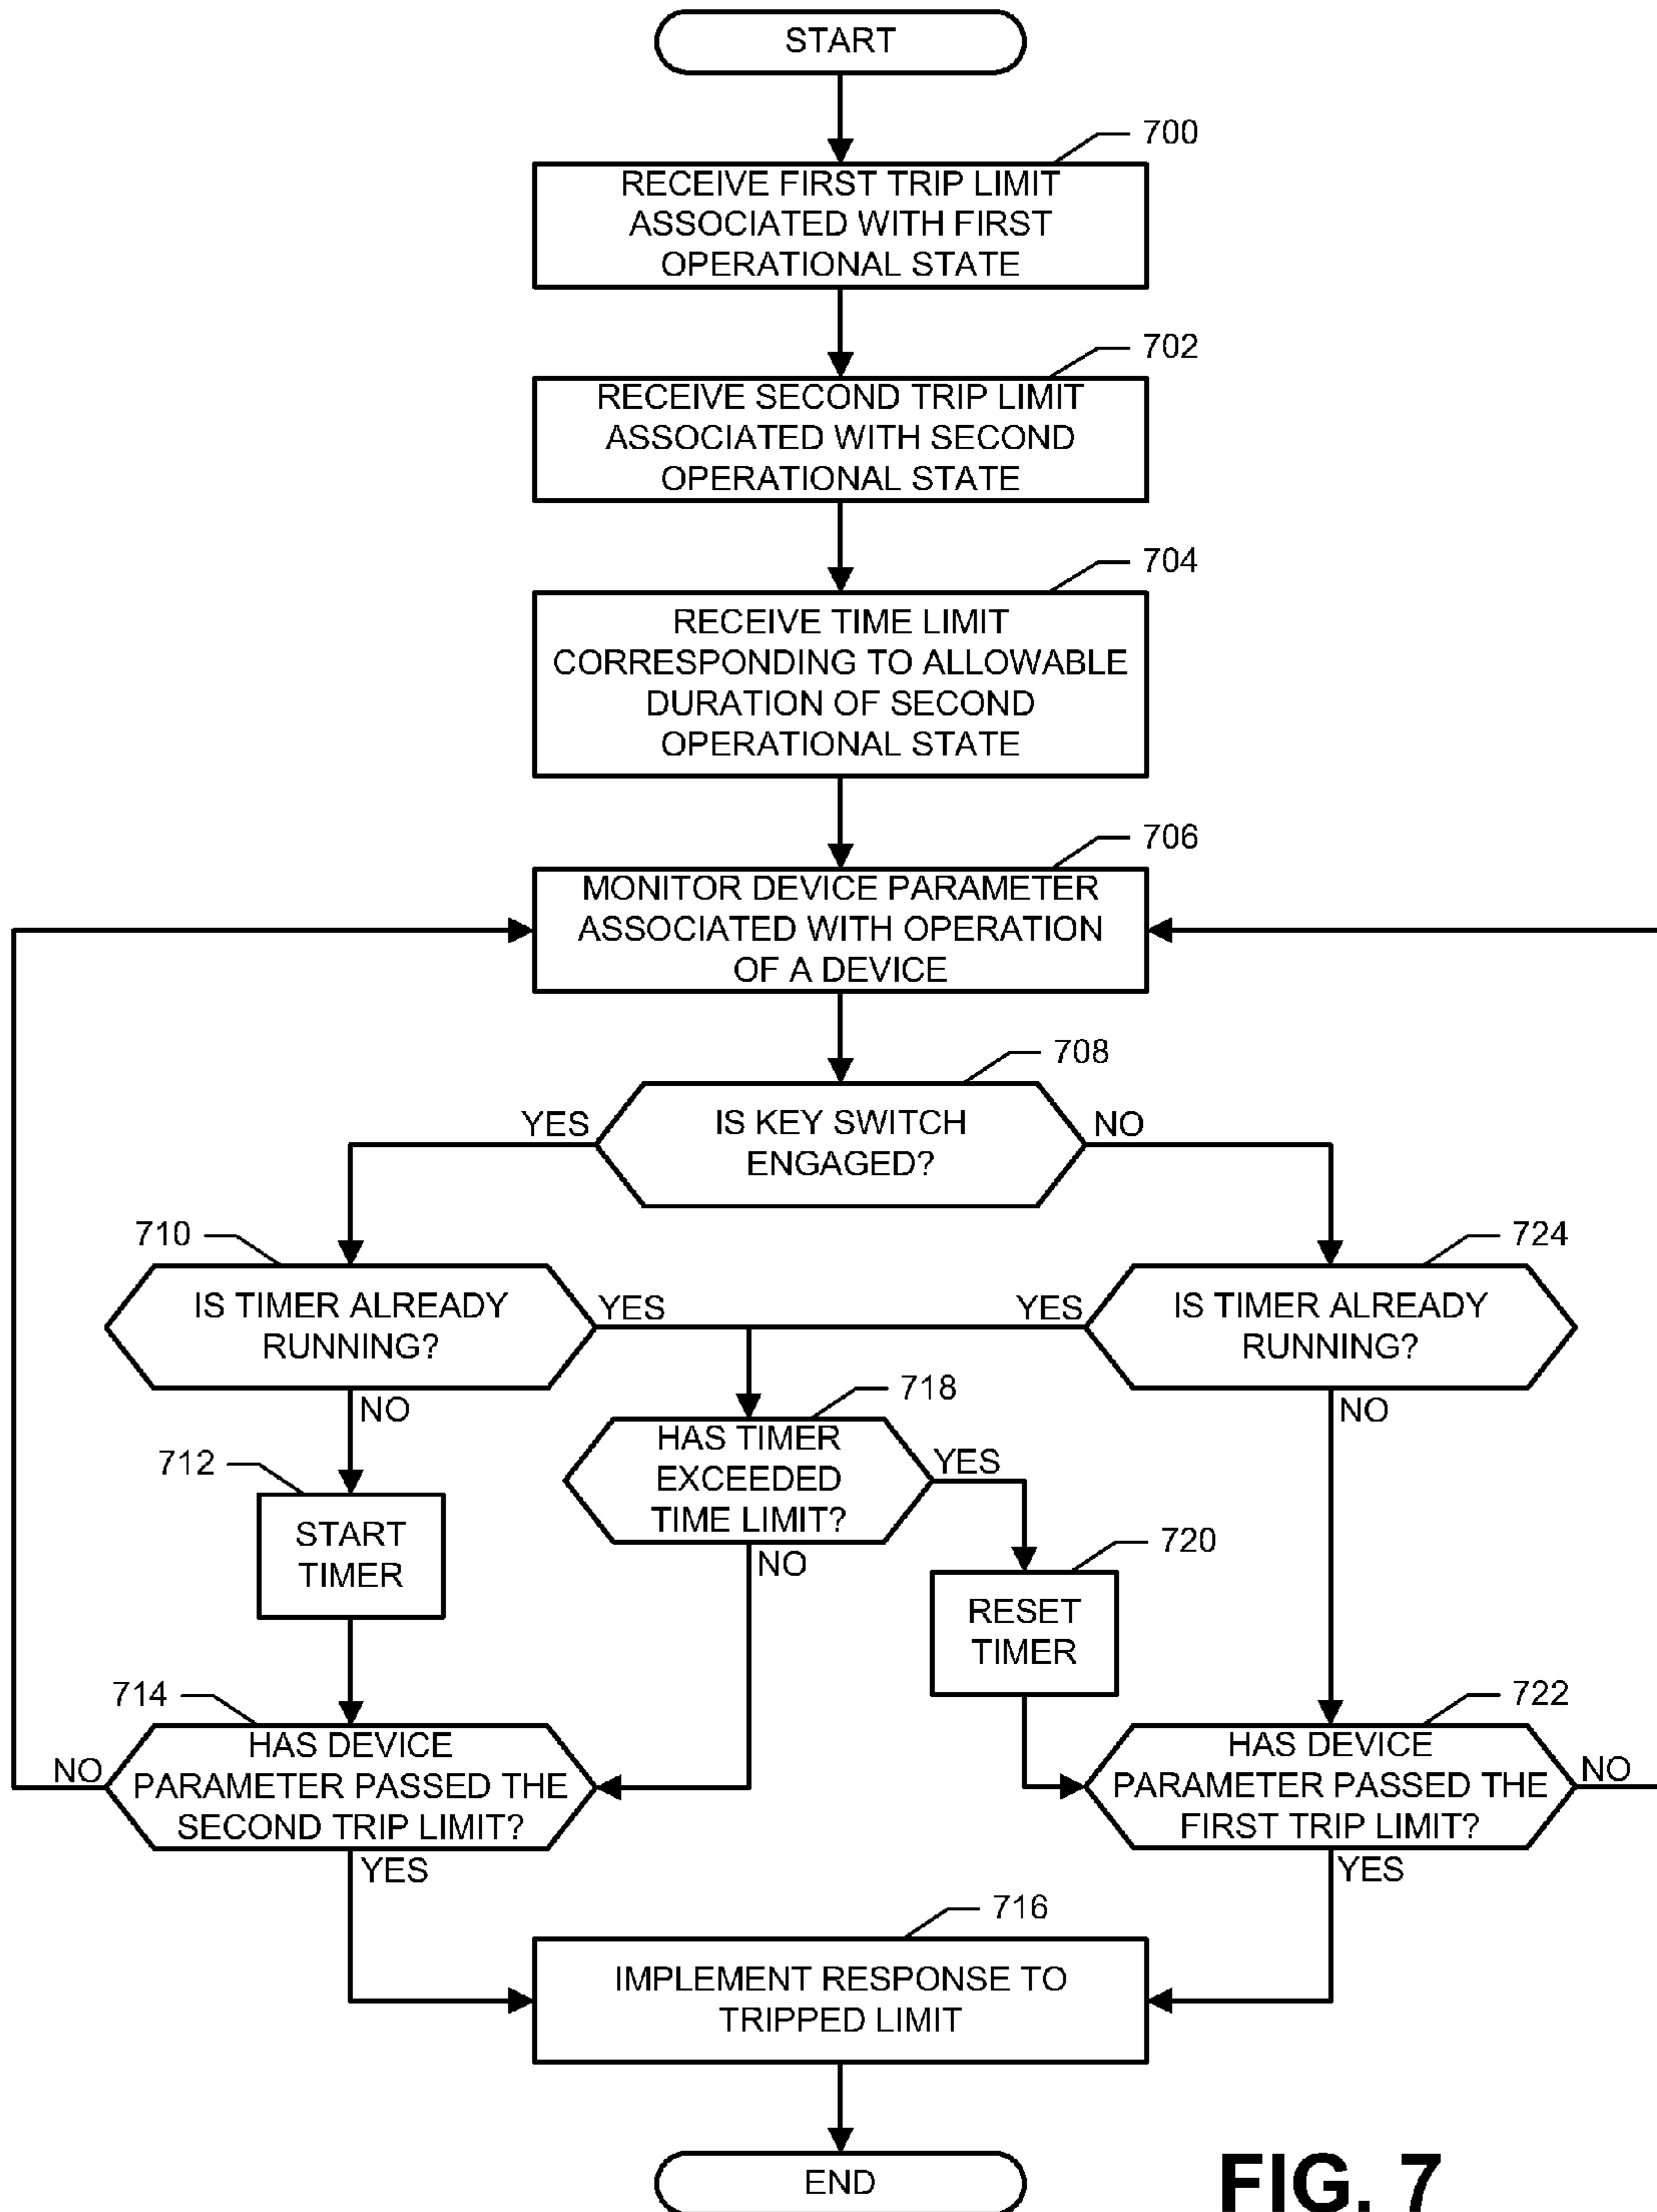 START
700
RECEIVE FIRST TRIP LIMIT
ASSOCIATED WITH FIRST
OPERATIONAL STATE
702
RECEIVE SECOND TRIP LIMIT
ASSOCIATED WITH SECOND
OPERATIONAL STATE
704
RECEIVE TIME LIMIT
CORRESPONDING TO ALLOWABLE
DURATION OF SECOND
OPERATIONAL STATE
706
MONITOR DEVICE PARAMETER
ASSOCIATED WITH OPERATION
OF A DEVICE
708
YES
IS KEY SWITCH
ENGAGED?
NO
710
IS TIMER ALREADY
RUNNING?
YES
NO
724
YES
IS TIMER ALREADY
RUNNING?
NO
712
START
TIMER
718
HAS TIMER
EXCEEDED
TIME LIMIT?
YES
NO
720
RESET
TIMER
714
NO
HAS DEVICE
PARAMETER PASSED THE
SECOND TRIP LIMIT?
YES
722
HAS DEVICE
PARAMETER PASSED THE
FIRST TRIP LIMIT?
NO
YES
716
IMPLEMENT RESPONSE TO
TRIPPED LIMIT
END
FIG. 7